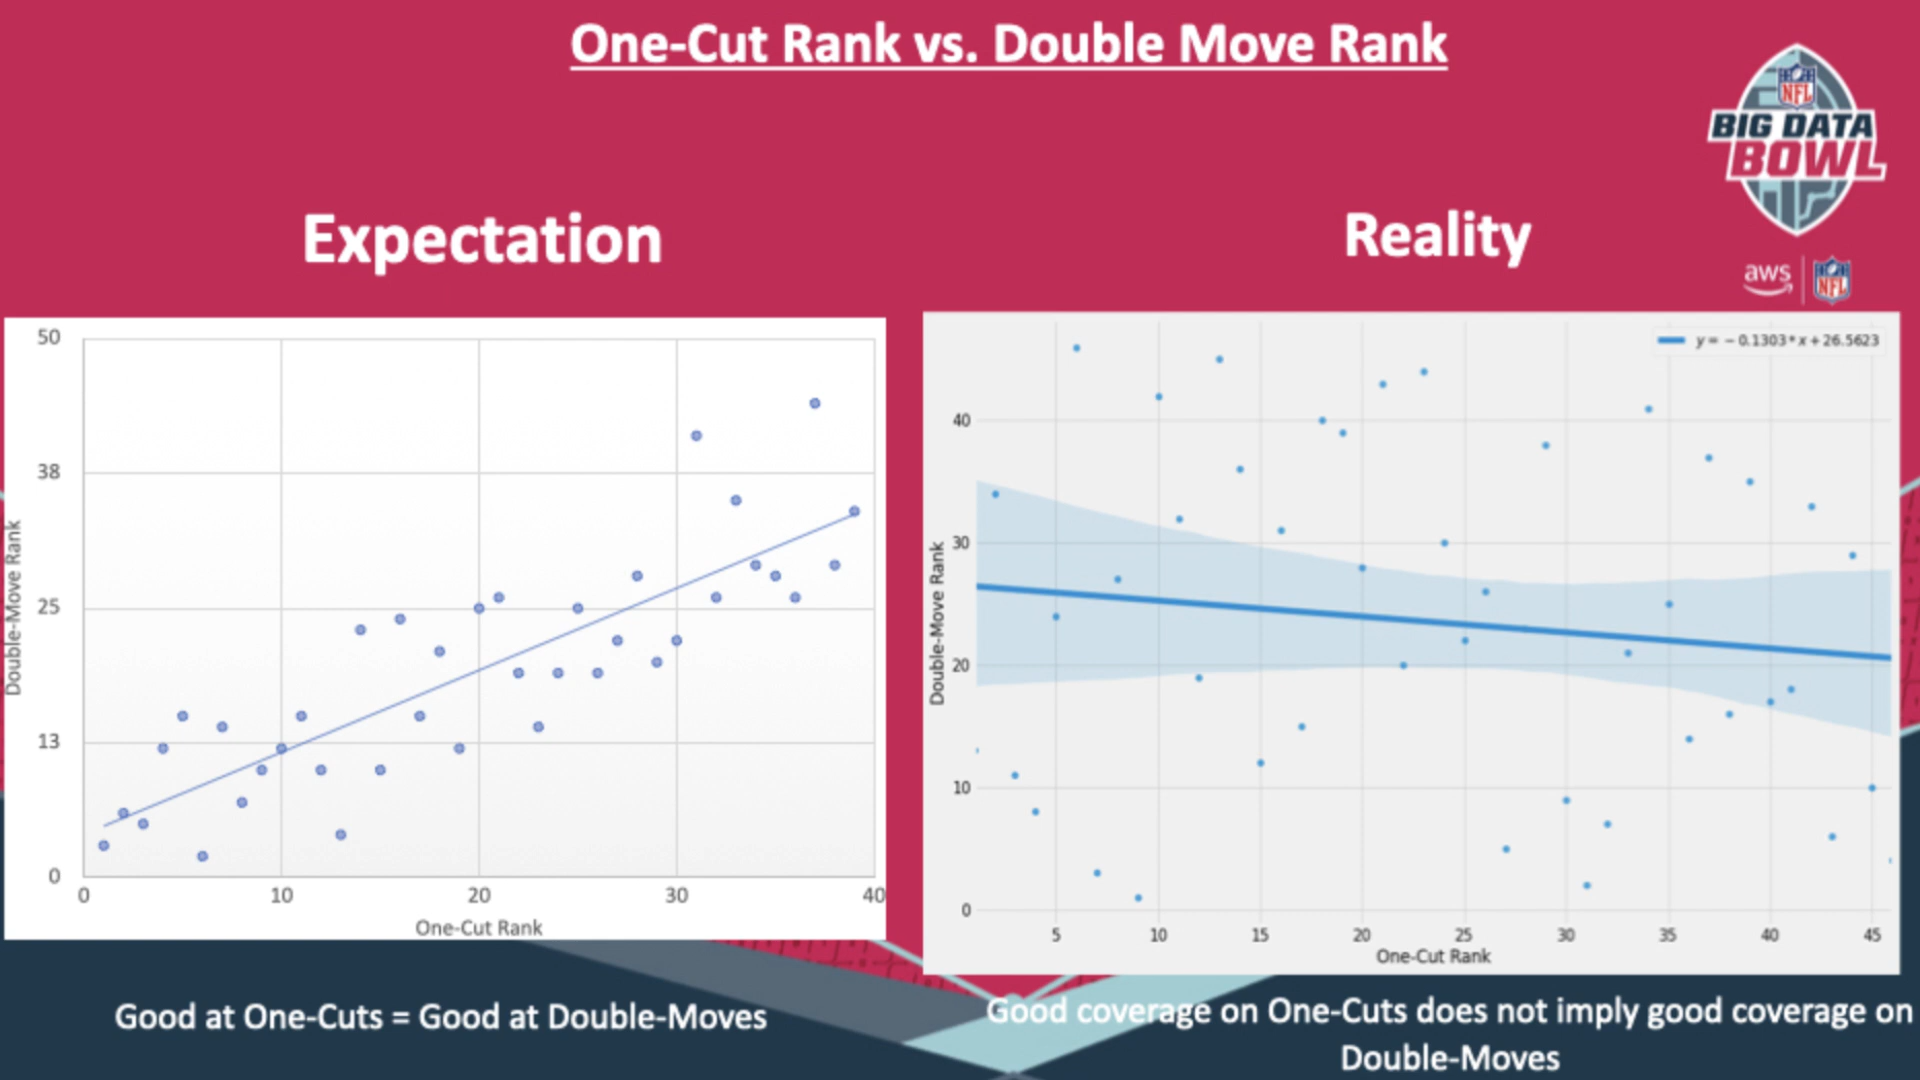 One-Cut Rank vs. Double Move Rank
NFL
BIG DATA
BOWL
aws
NFL
Expectation
Reality
50
38
25
13
0
0
10
20
30
40
Double-Move Rank
One-Cut Rank
y = − 0.1303 * x + 26.5623
40
30
20
10
0
5
10
15
20
25
30
35
40
45
Double-Move Rank
One-Cut Rank
Good at One-Cuts = Good at Double-Moves
Good coverage on One-Cuts does not imply good coverage on
Double-Moves